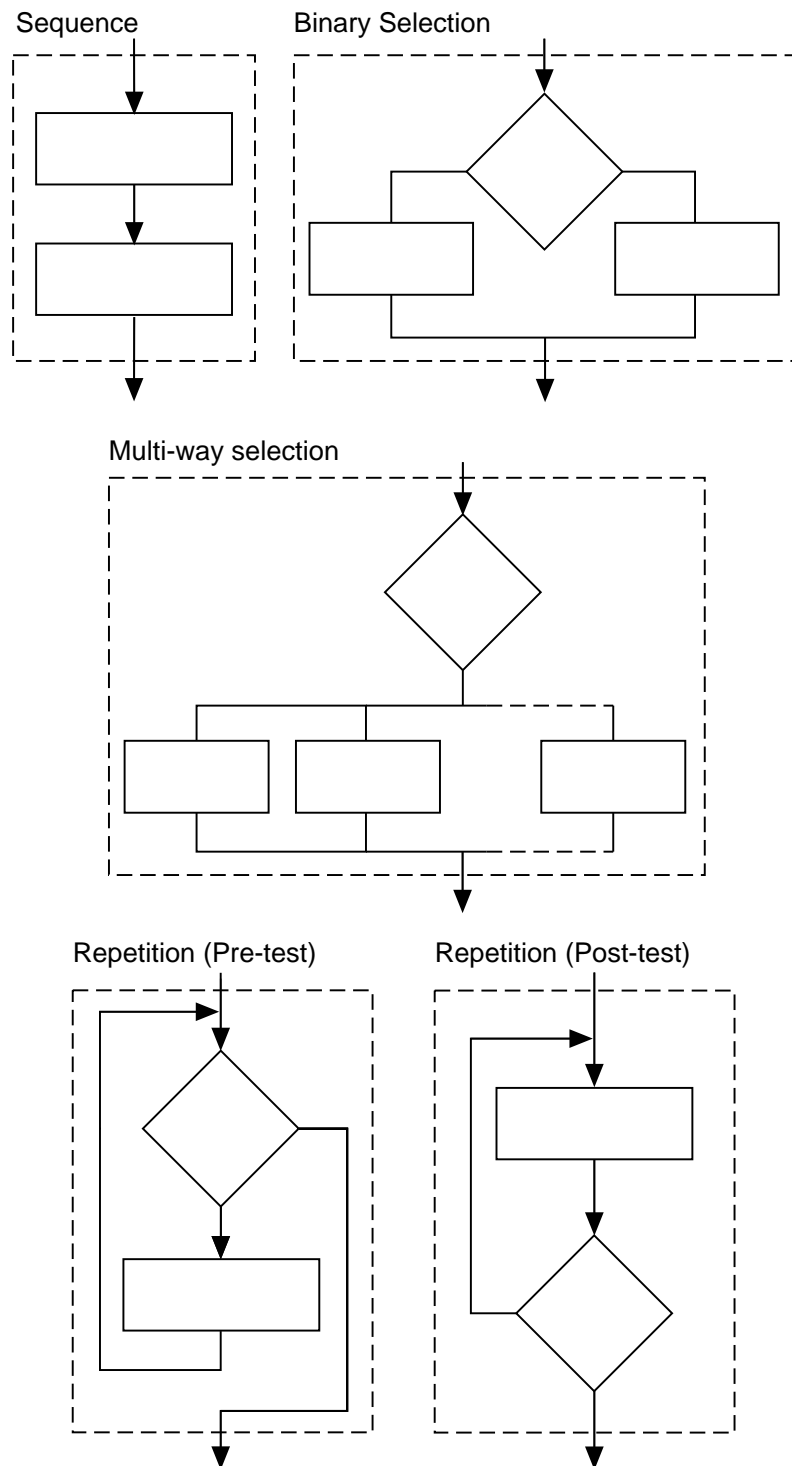 Sequence
Binary Selection
Multi-way selection
Repetition (Pre-test)
Repetition (Post-test)